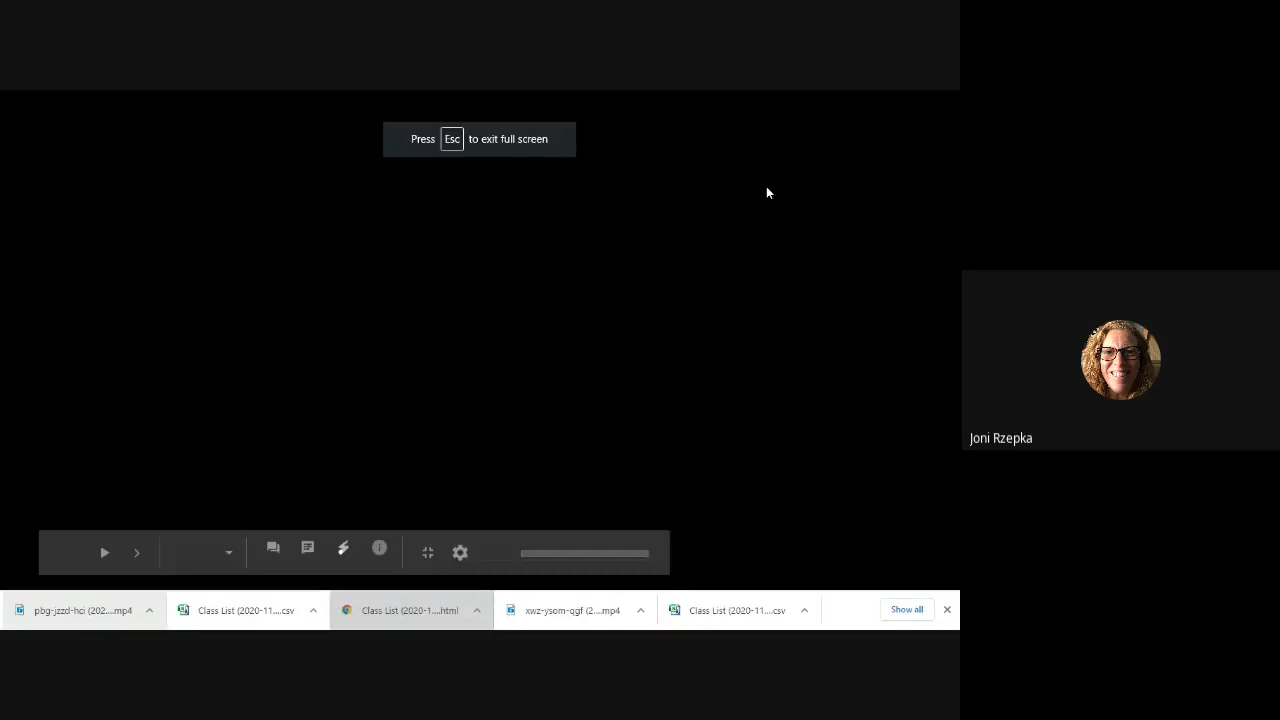 Press Esc to exit full screen
Joni Rzepka
pbg-jzzd-hci (202....mp4
Class List (2020-11....csv
Class List (2020-1....html
xwz-ysom-qgf (2....mp4
Class List (2020-11....csv
Show all